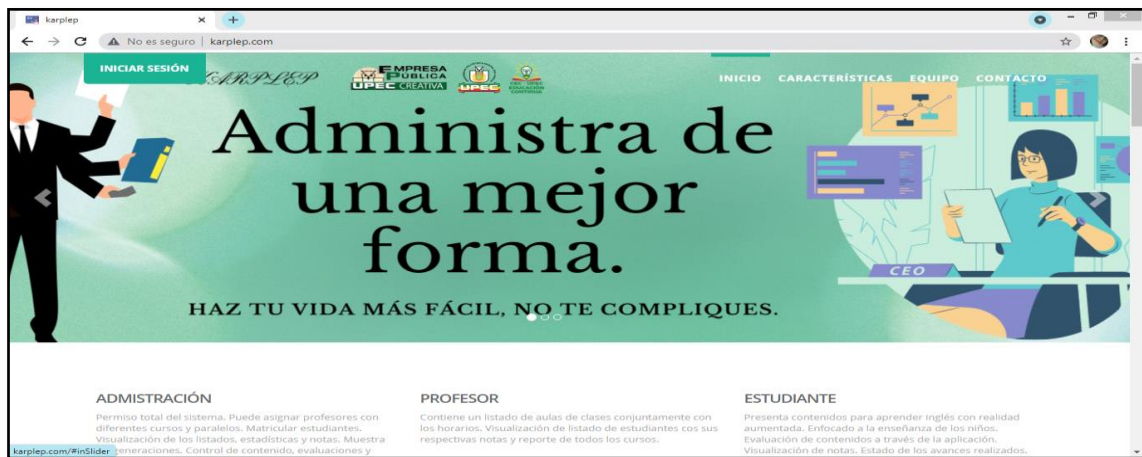 karplep
No es seguro | karplep.com
INICIAR SESIÓN
KARPLEP
EMPRESA
PÚBLICA
UPEC CREATIVA
UPEC
INICIO CARACTERÍSTICAS EQUIPO CONTACTO
Administra de
una mejor
forma.
HAZ TU VIDA MÁS FÁCIL, NO TE COMPLIQUES.
CEO
ADMISTRACIÓN
Permiso total del sistema. Puede asignar profesores con
diferentes cursos y paralelos. Matricular estudiantes.
Visualización de los listados, estadísticas y notas. Muestra
generaciones. Control de contenido, evaluaciones y
PROFESOR
Contiene un listado de aulas de clases conjuntamente con
los horarios. Visualización de listado de estudiantes cos sus
respectivas notas y reporte de todos los cursos.
ESTUDIANTE
Presenta contenidos para aprender inglés con realidad
aumentada. Enfocado a la enseñanza de los niños.
Evaluación de contenidos a través de la aplicación.
Visualización de notas. Estado de los avances realizados.
karplep.com/#inSlider